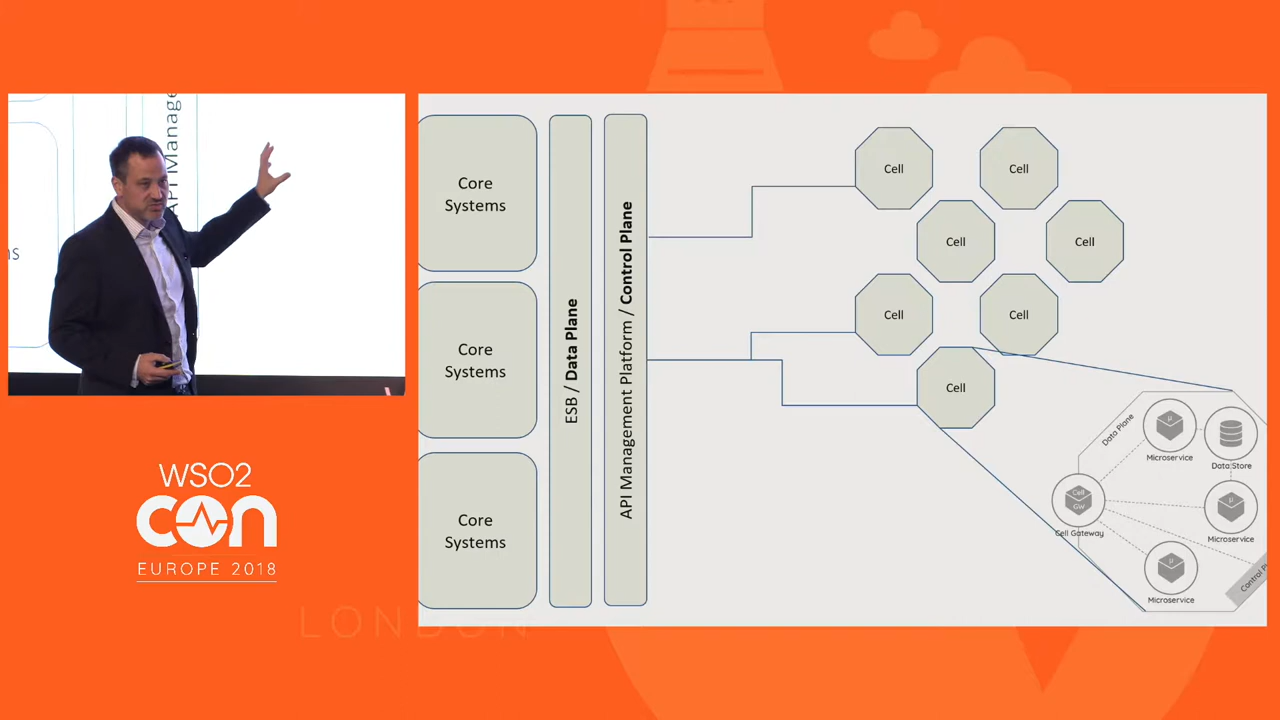 API Manage
ns
WSO2
CON
EUROPE 2018
LONDON
Core
Systems
Core
Systems
Core
Systems
ESB / Data Plane
API Management Platform / Control Plane
Cell
Cell
Cell
Cell
Cell
Cell
Cell
Data Plane
µ
Microservice
Data Store
Cell
GW
Cell Gateway
µ
Microservice
µ
Microservice
Control Pl